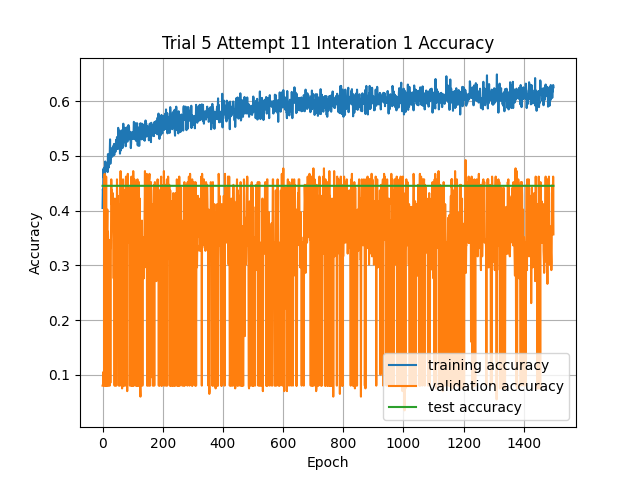 Trial 5 Attempt 11 Interation 1 Accuracy
Accuracy
0.6
0.5
0.4
0.3
0.2
0.1
training accuracy
validation accuracy
test accuracy
0 200 400 600 800 1000 1200 1400
Epoch